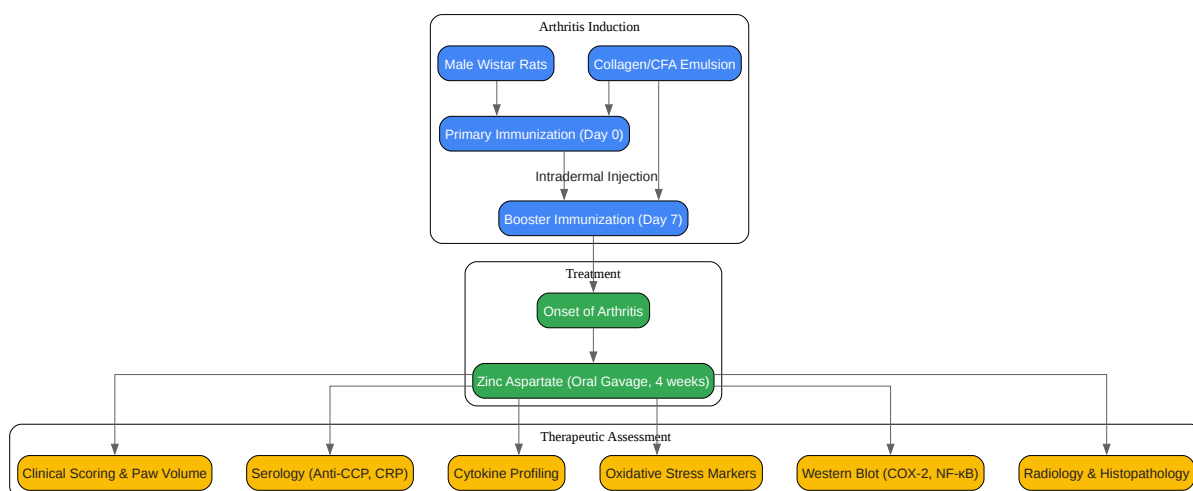 Arthritis Induction
Male Wistar Rats
Collagen/CFA Emulsion
Primary Immunization (Day 0)
Intradermal Injection
Booster Immunization (Day 7)
Treatment
Onset of Arthritis
Zinc Aspartate (Oral Gavage, 4 weeks)
Therapeutic Assessment
Clinical Scoring & Paw Volume
Serology (Anti-CCP, CRP)
Cytokine Profiling
Oxidative Stress Markers
Western Blot (COX-2, NF-κB)
Radiology & Histopathology